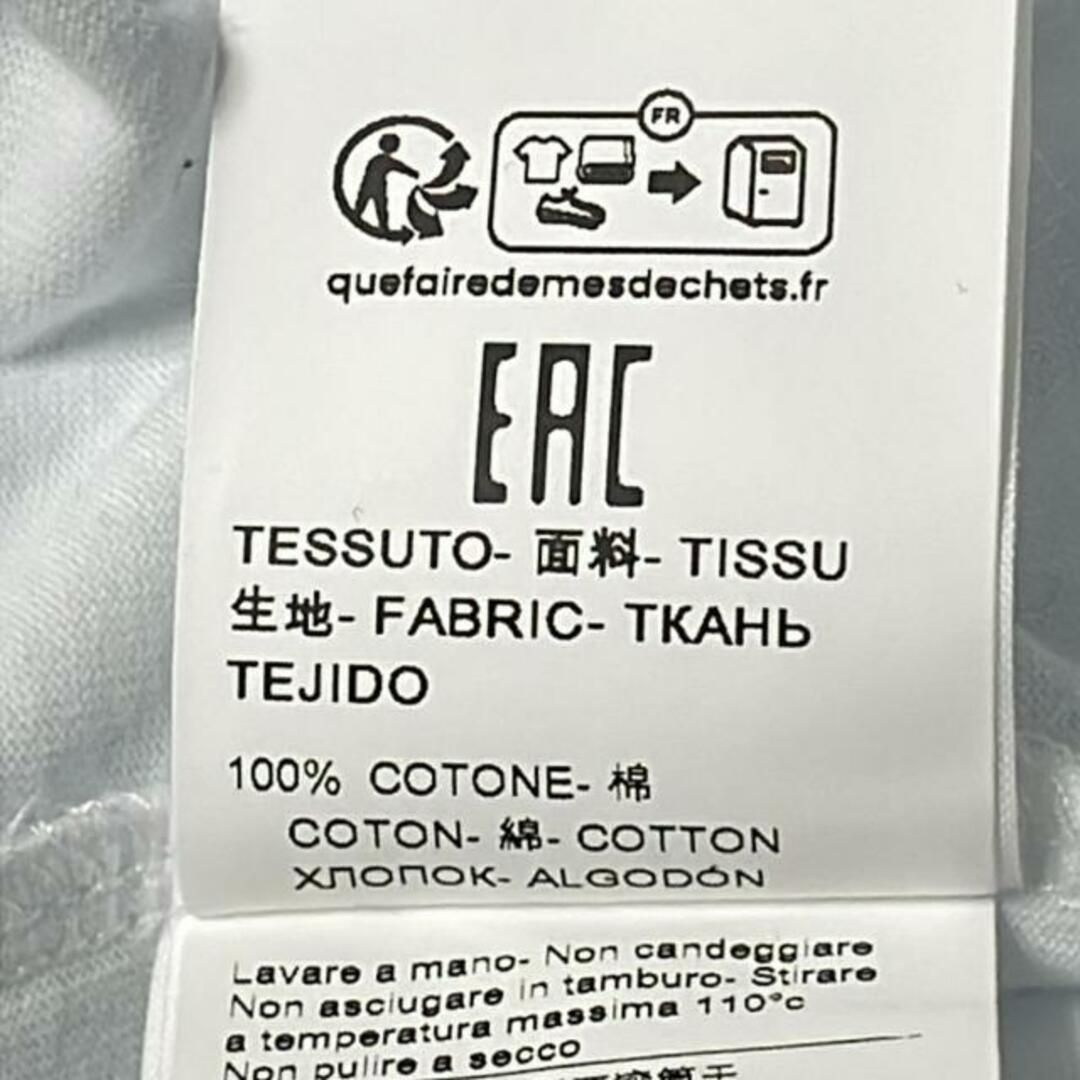 FR
quefairedemesdechets.fr
EAC
TESSUTO- 面料- TISSU
生地- FABRIC- ТКАНЬ
TEJIDO
100% COTONE- 棉
COTON- 綿- COTTON
ХЛОПОК- ALGODÓN
Lavare a mano- Non candeggiare
Non asciugare in tamburo- Stirare
a temperatura massima 110°c
Non pulire a secco